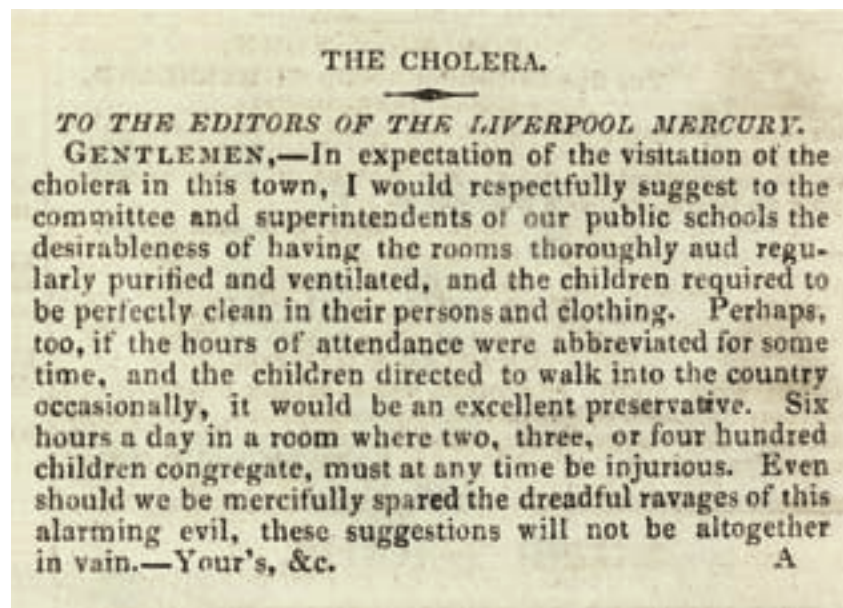 THE CHOLERA.
TO THE EDITORS OF THE LIVERPOOL MERCURY.
GENTLEMEN,—In expectation of the visitation of the
cholera in this town, I would respectfully suggest to the
committee and superintendents of our public schools the
desirableness of having the rooms thoroughly aud regu-
larly purified and ventilated, and the children required to
be perfectly clean in their persons and clothing. Perhaps,
too, if the hours of attendance were abbreviated for some
time, and the children directed to walk into the country
occasionally, it would be an excellent preservative. Six
hours a day in a room where two, three, or four hundred
children congregate, must at any time be injurious. Even
should we be mercifully spared the dreadful ravages of this
alarming evil, these suggestions will not be altogether
in vain.—Your's, &c. A